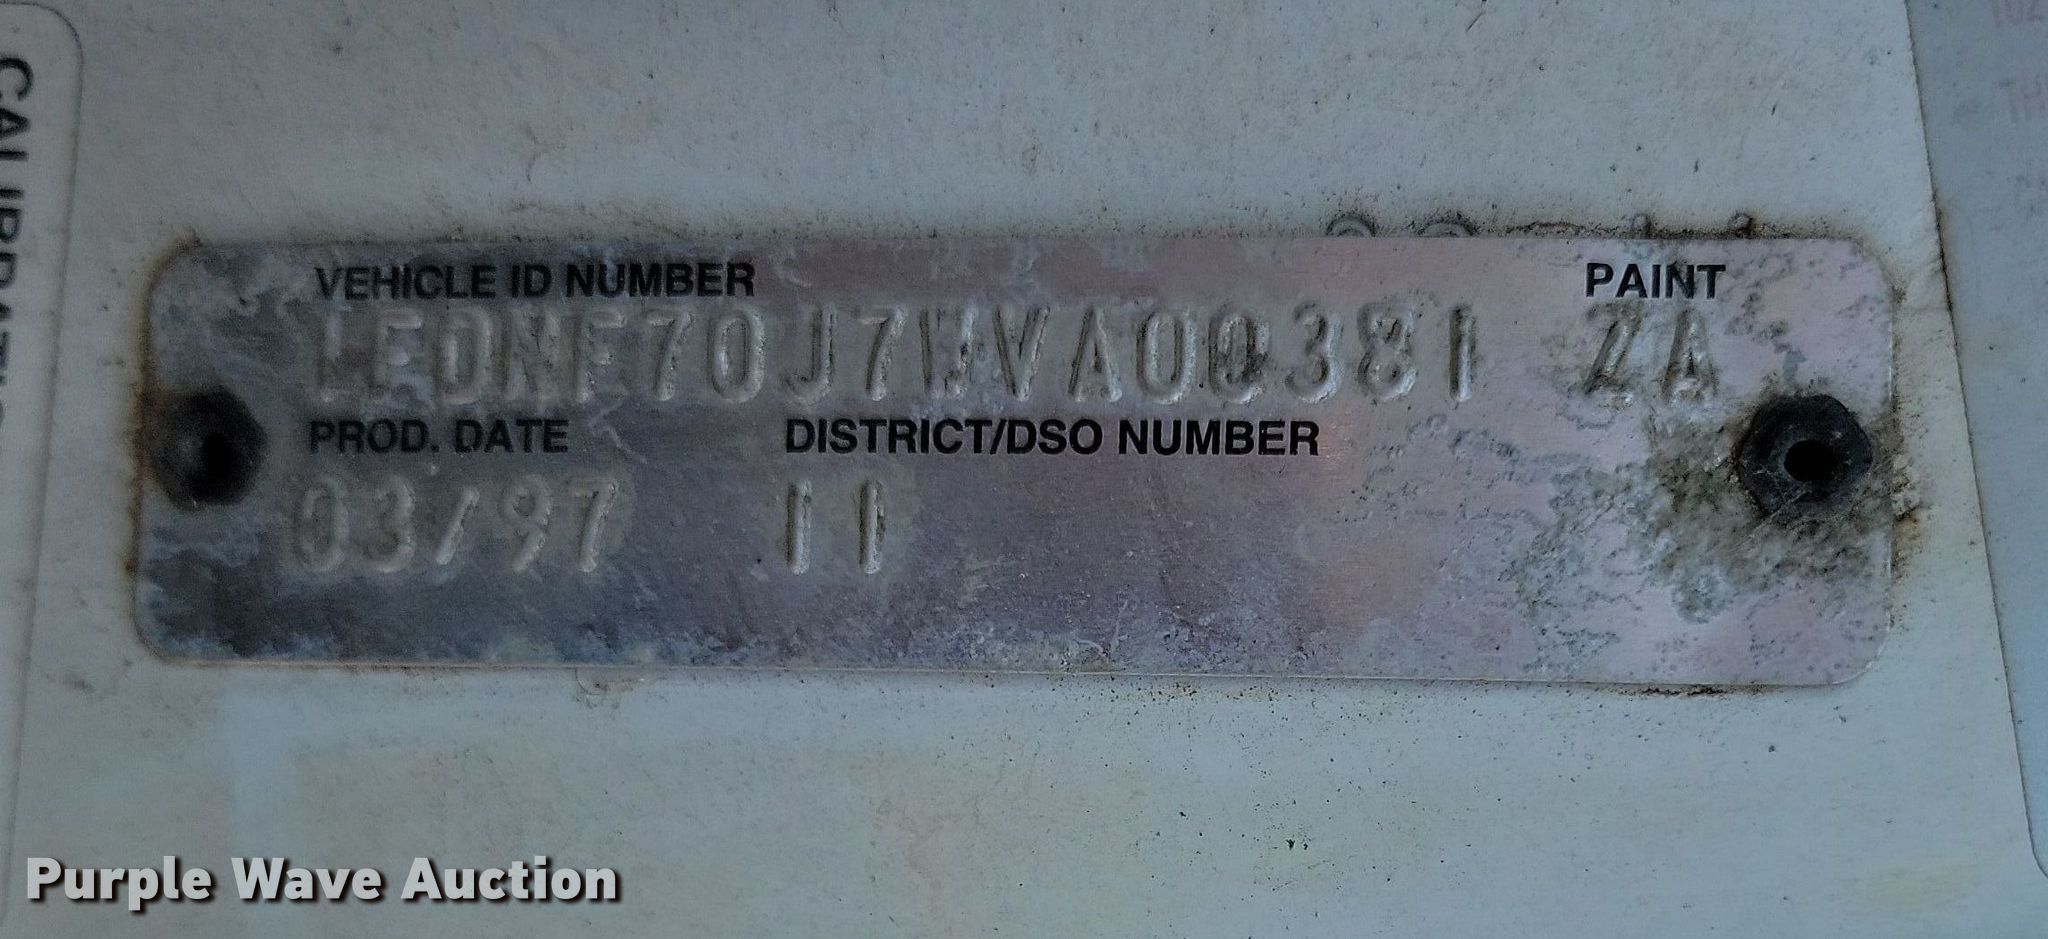 VEHICLE ID NUMBER PAINT
1FDNF70J7WVA00381 ZA
PROD. DATE DISTRICT/DSO NUMBER
03/97 11
Purple Wave Auction